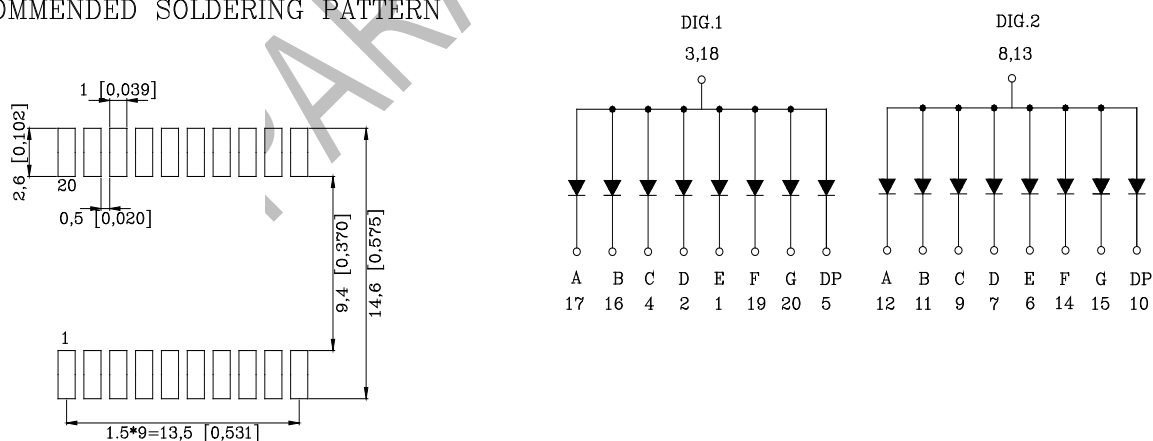 OMMENDED SOLDERING PATTERN
1 [0,039]
2,6 [0,102]
20
0,5 [0,020]
9,4 [0,370]
14,6 [0,575]
1
1.5*9=13,5 [0,531]
DIG.1
3,18
A B C D E F G DP
17 16 4 2 1 19 20 5
DIG.2
8,13
A B C D E F G DP
12 11 9 7 6 14 15 10
PARA